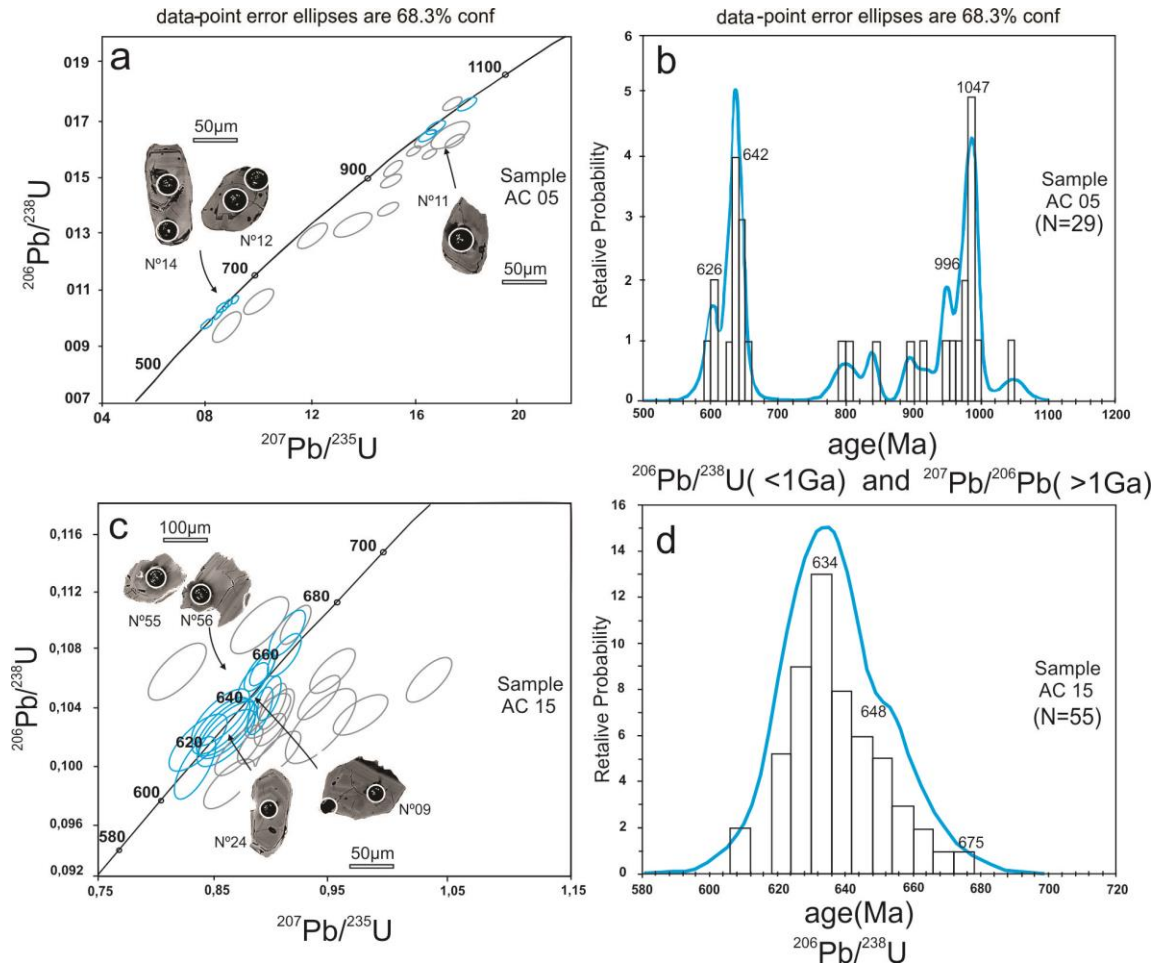 data-point error ellipses are 68.3% conf
a
019
017
015
013
011
009
007
04
08
12
16
20
500
700
900
1100
50µm
Nº14
Nº12
Nº11
50µm
Sample
AC 05
²⁰⁶Pb/²³⁸U
²⁰⁷Pb/²³⁵U
data-point error ellipses are 68.3% conf
b
6
5
4
3
2
1
0
500
600
700
800
900
1000
1100
1200
626
642
996
1047
Sample
AC 05
(N=29)
Retalive Probability
age(Ma)
²⁰⁶Pb/²³⁸U( <1Ga) and ²⁰⁷Pb/²⁰⁶Pb( >1Ga)
c
0,116
0,112
0,108
0,104
0,100
0,096
0,092
0,75
0,85
0,95
1,05
1,15
580
600
620
640
660
680
700
100µm
Nº55
Nº56
Nº24
Nº09
50µm
Sample
AC 15
²⁰⁶Pb/²³⁸U
²⁰⁷Pb/²³⁵U
d
16
15
14
12
10
8
6
4
2
0
580
600
620
640
660
680
700
720
634
648
675
Sample
AC 15
(N=55)
Retalive Probability
age(Ma)
²⁰⁶Pb/²³⁸U